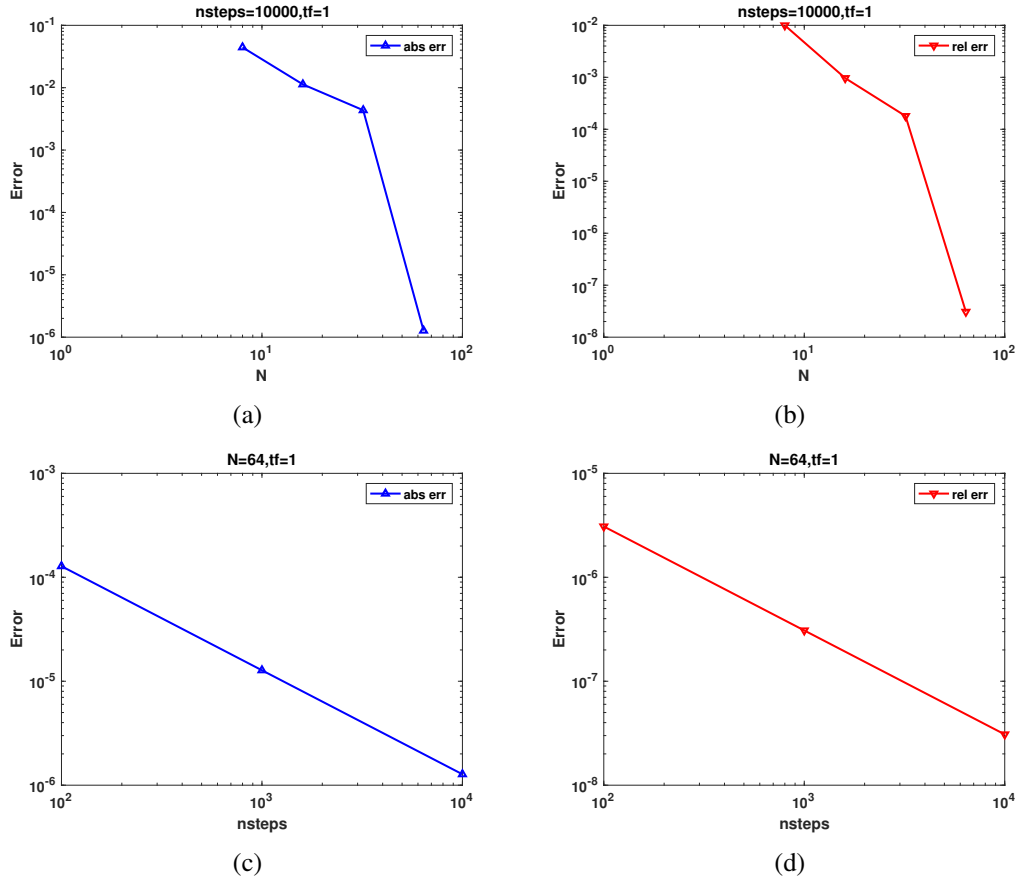 nsteps=10000,tf=1
abs err
10^-1
10^-2
10^-3
10^-4
10^-5
10^-6
Error
10^0
10^1
10^2
N
(a)
nsteps=10000,tf=1
rel err
10^-2
10^-3
10^-4
10^-5
10^-6
10^-7
10^-8
Error
10^0
10^1
10^2
N
(b)
N=64,tf=1
abs err
10^-3
10^-4
10^-5
10^-6
Error
10^2
10^3
10^4
nsteps
(c)
N=64,tf=1
rel err
10^-5
10^-6
10^-7
10^-8
Error
10^2
10^3
10^4
nsteps
(d)